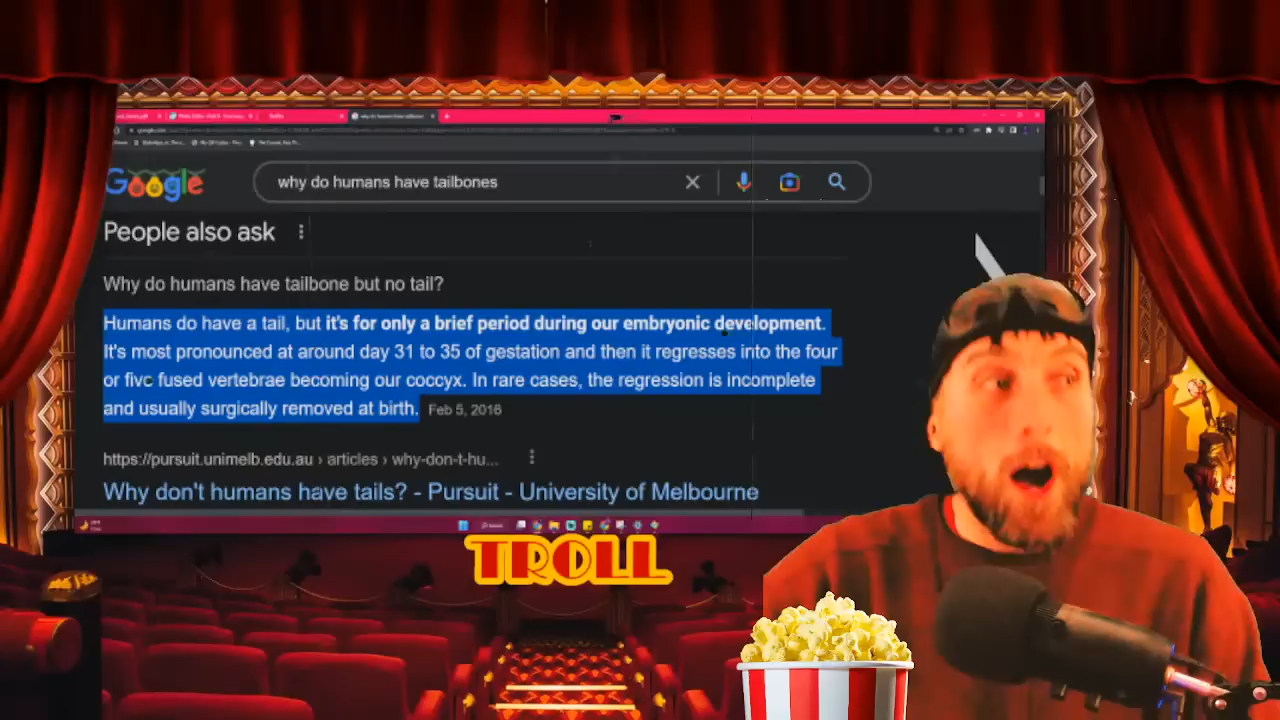 Google
why do humans have tailbones
People also ask
Why do humans have tailbone but no tail?
Humans do have a tail, but it's for only a brief period during our embryonic development.
It's most pronounced at around day 31 to 35 of gestation and then it regresses into the four
or five fused vertebrae becoming our coccyx. In rare cases, the regression is incomplete
and usually surgically removed at birth. Feb 5, 2016
https://pursuit.unimelb.edu.au › articles › why-don-t-hu...
Why don't humans have tails? - Pursuit - University of Melbourne
TROLL